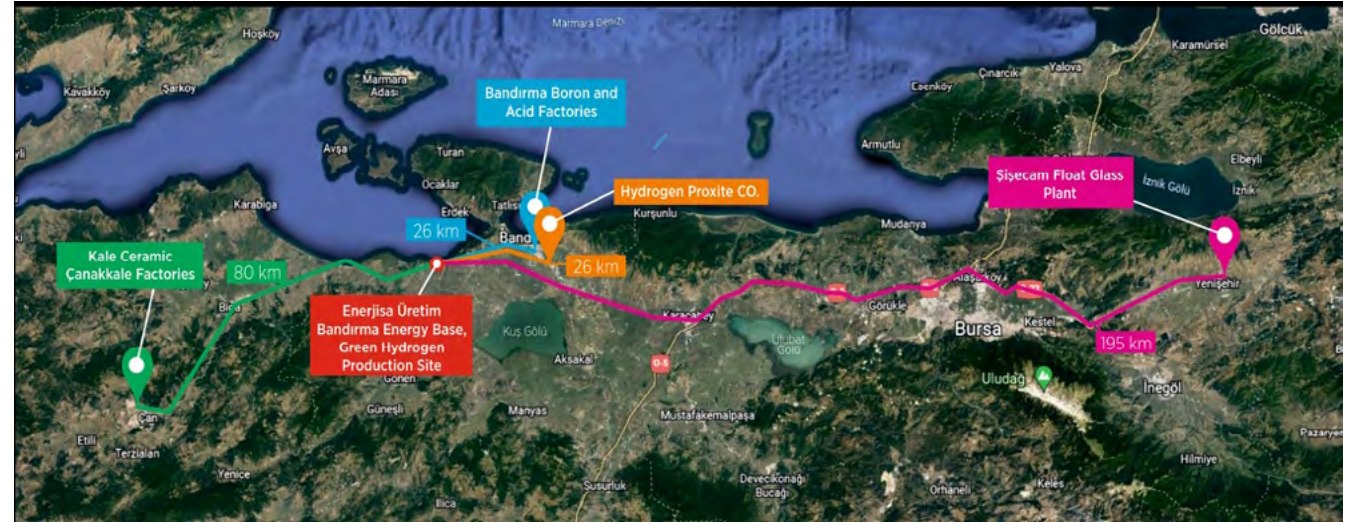 Marmara Denizi
Hoşköy
Gölcük
Karamürsel
Yalova
Çınarcık
Esenköy
Kavakköy
Şarköy
Marmara
Adası
Bandırma Boron and
Acid Factories
Avşa
Turan
Armutlu
Elbeyli
Şişecam Float Glass
Plant
İznik Gölü
İznik
Ocaklar
Hydrogen Proxite CO.
Karabiga
Erdek
Tatlıs
Kurşunlu
Mudanya
26 km
Band
Kale Ceramic
Çanakkale Factories
80 km
26 km
Yenişehir
Biga
Enerjisa Üretim
Bandırma Energy Base,
Green Hydrogen
Production Site
Karacabey
Görükle
Bursa
Kestel
195 km
Kuş Gölü
Ulubat
Gölü
Aksakal
O-5
Uludağ
İnegöl
Gönen
Çan
Güneşli
Manyas
Mustafakemalpaşa
Etili
Terzialan
Pazaryer
Hilmiye
Yenice
Susurluk
Devecikonağı
Bucağı
Orhaneli
Keles
Ilıca